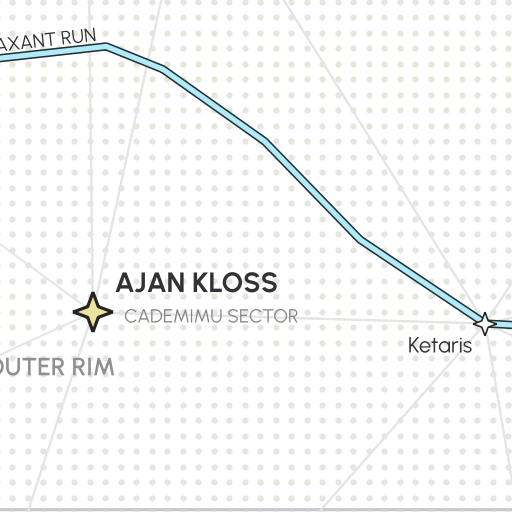 AXANT RUN
AJAN KLOSS
CADEMIMU SECTOR
Ketaris
OUTER RIM